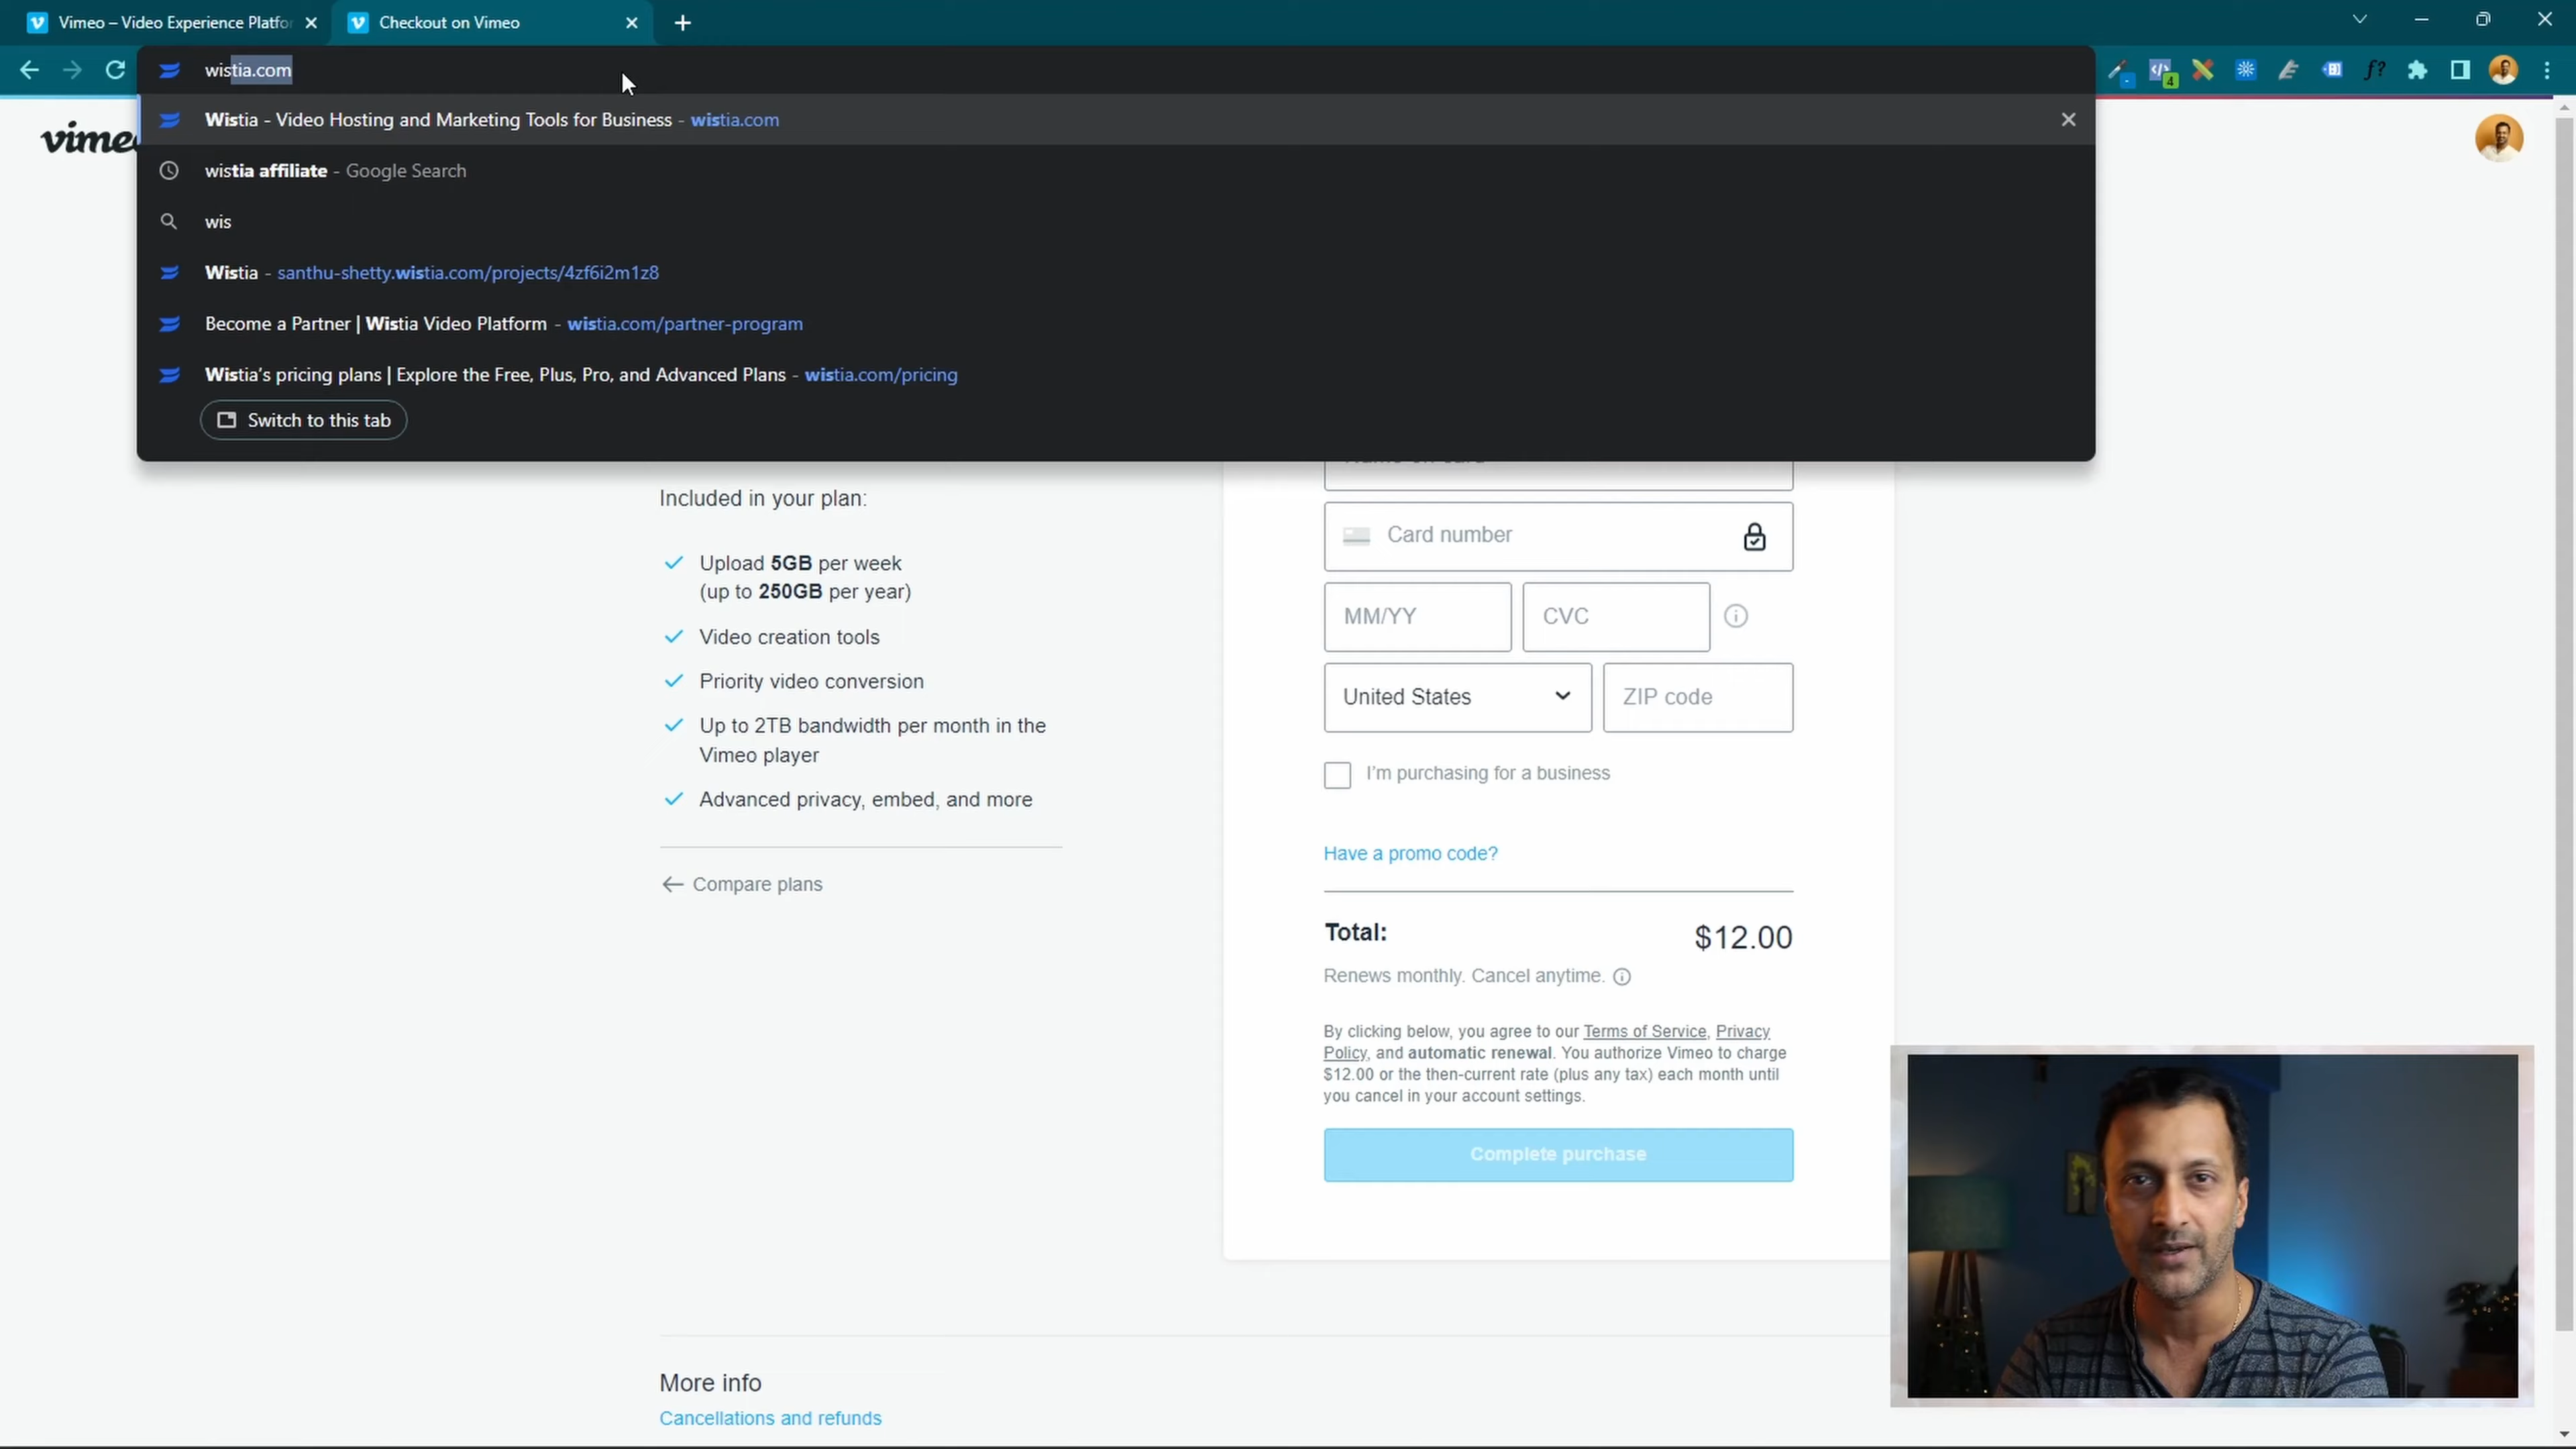 Vimeo – Video Experience Platfo
Checkout on Vimeo
wistia.com
Wistia - Video Hosting and Marketing Tools for Business - wistia.com
wistia affiliate - Google Search
wis
Wistia - santhu-shetty.wistia.com/projects/4zf6i2m1z8
Become a Partner | Wistia Video Platform - wistia.com/partner-program
Wistia's pricing plans | Explore the Free, Plus, Pro, and Advanced Plans - wistia.com/pricing
Switch to this tab
4
f?
vimeo
Included in your plan:
Upload 5GB per week
(up to 250GB per year)
Video creation tools
Priority video conversion
Up to 2TB bandwidth per month in the
Vimeo player
Advanced privacy, embed, and more
Compare plans
Card number
MM/YY
CVC
United States
ZIP code
I'm purchasing for a business
Have a promo code?
Total:
$12.00
Renews monthly. Cancel anytime.
By clicking below, you agree to our Terms of Service, Privacy
Policy, and automatic renewal. You authorize Vimeo to charge
$12.00 or the then-current rate (plus any tax) each month until
you cancel in your account settings.
Complete purchase
More info
Cancellations and refunds